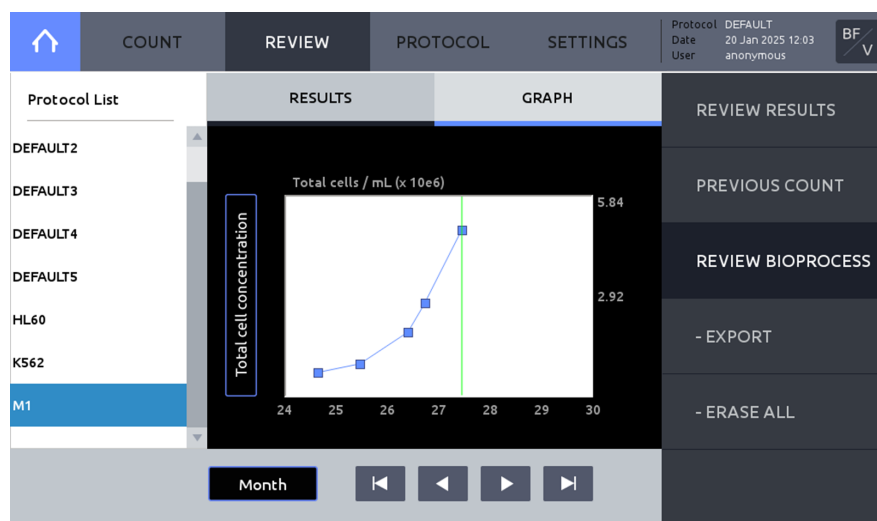 COUNT
REVIEW
PROTOCOL
SETTINGS
Protocol DEFAULT
Date 20 Jan 2025 12:03
User anonymous
BF/V
Protocol List
DEFAULT2
DEFAULT3
DEFAULT4
DEFAULT5
HL60
K562
M1
RESULTS
GRAPH
Total cells / mL (x 10e6)
Total cell concentration
5.84
2.92
24 25 26 27 28 29 30
Month
REVIEW RESULTS
PREVIOUS COUNT
REVIEW BIOPROCESS
- EXPORT
- ERASE ALL